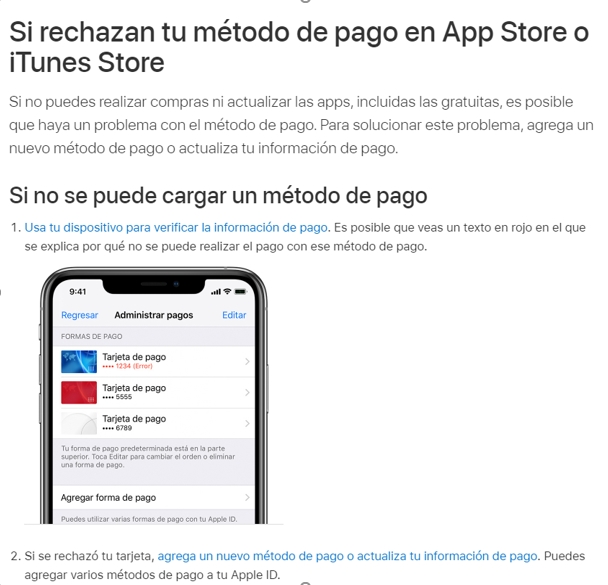 Si rechazan tu método de pago en App Store o
iTunes Store
Si no puedes realizar compras ni actualizar las apps, incluidas las gratuitas, es posible
que haya un problema con el método de pago. Para solucionar este problema, agrega un
nuevo método de pago o actualiza tu información de pago.
Si no se puede cargar un método de pago
1. Usa tu dispositivo para verificar la información de pago. Es posible que veas un texto en rojo en el que
se explica por qué no se puede realizar el pago con ese método de pago.
9:41
Regresar Administrar pagos Editar
FORMAS DE PAGO
Tarjeta de pago
•••• 1234 (Error)
Tarjeta de pago
•••• 5555
Tarjeta de pago
•••• 6789
Tu forma de pago predeterminada está en la parte
superior. Toca Editar para cambiar el orden o eliminar
una forma de pago.
Agregar forma de pago
Puedes utilizar varias formas de pago con tu Apple ID.
2. Si se rechazó tu tarjeta, agrega un nuevo método de pago o actualiza tu información de pago. Puedes
agregar varios métodos de pago a tu Apple ID.